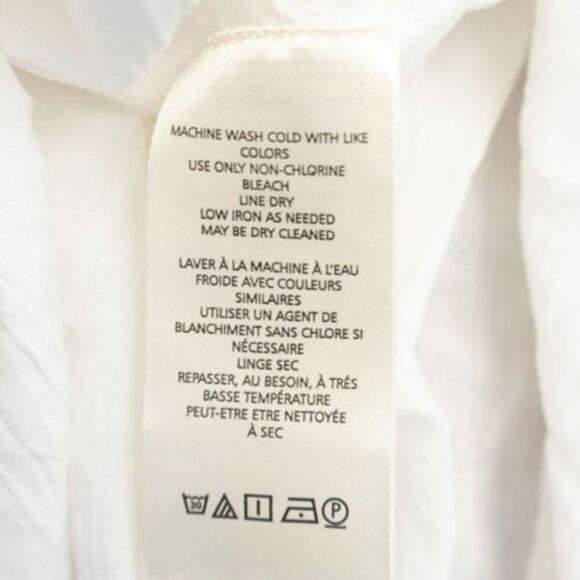 MACHINE WASH COLD WITH LIKE
COLORS
USE ONLY NON-CHLORINE
BLEACH
LINE DRY
LOW IRON AS NEEDED
MAY BE DRY CLEANED
LAVER À LA MACHINE À L'EAU
FROIDE AVEC COULEURS
SIMILAIRES
UTILISER UN AGENT DE
BLANCHIMENT SANS CHLORE SI
NÉCESSAIRE
LINGE SEC
REPASSER, AU BESOIN, À TRÉS
BASSE TEMPÉRATURE
PEUT-ETRE ETRE NETTOYÉE
À SEC
30 P